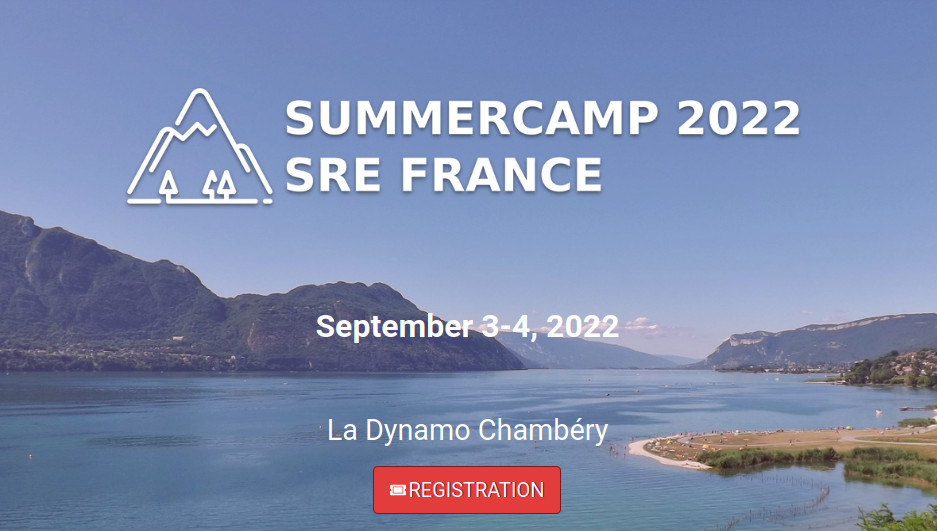 SUMMERCAMP 2022
SRE FRANCE
September 3-4, 2022
La Dynamo Chambéry
REGISTRATION